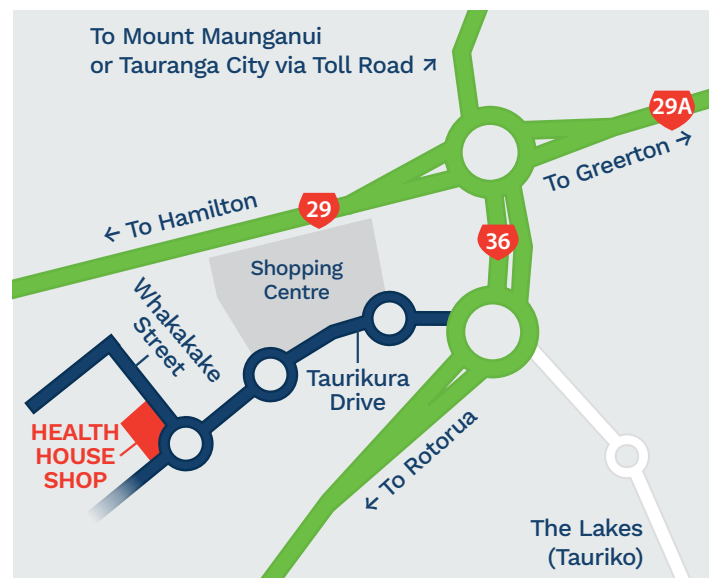 To Mount Maunganui
or Tauranga City via Toll Road ↗
29A
To Greerton →
← To Hamilton
29
36
Shopping
Centre
Whakakake
Street
Taurikura
Drive
HEALTH
HOUSE
SHOP
← To Rotorua
The Lakes
(Tauriko)